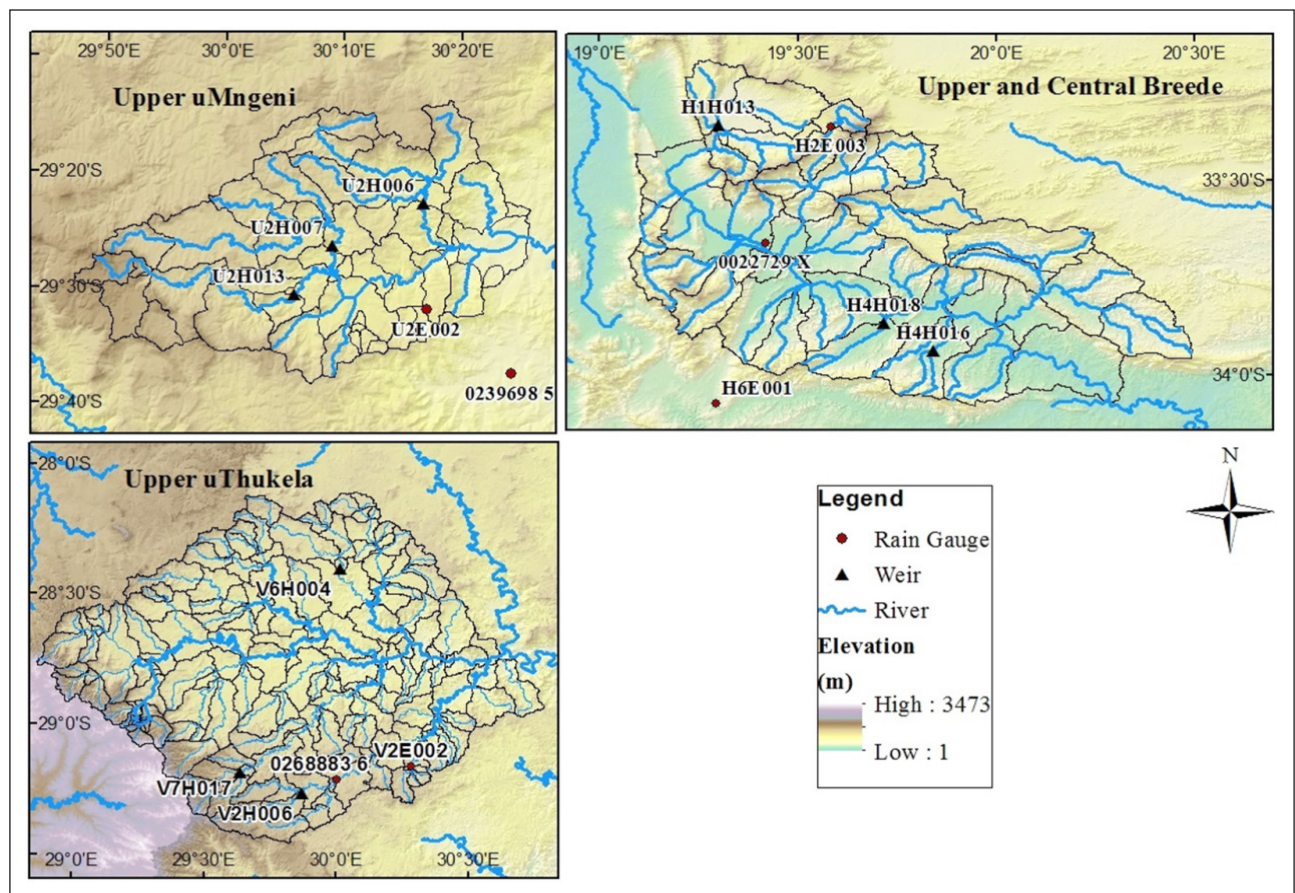 29°50'E 30°0'E 30°10'E 30°20'E
Upper uMngeni
29°20'S
U2H006
U2H007
U2H013
29°30'S
U2E002
29°40'S
0239698 5
19°0'E 19°30'E 20°0'E 20°30'E
Upper and Central Breede
H1H013
H2E003
33°30'S
0022729 X
H4H018
H4H016
34°0'S
H6E001
28°0'S
Upper uThukela
V6H004
28°30'S
29°0'S
V2E002
0268883 6
V7H017
V2H006
29°0'E 29°30'E 30°0'E 30°30'E
N
Legend
Rain Gauge
Weir
River
Elevation
(m)
High : 3473
Low : 1